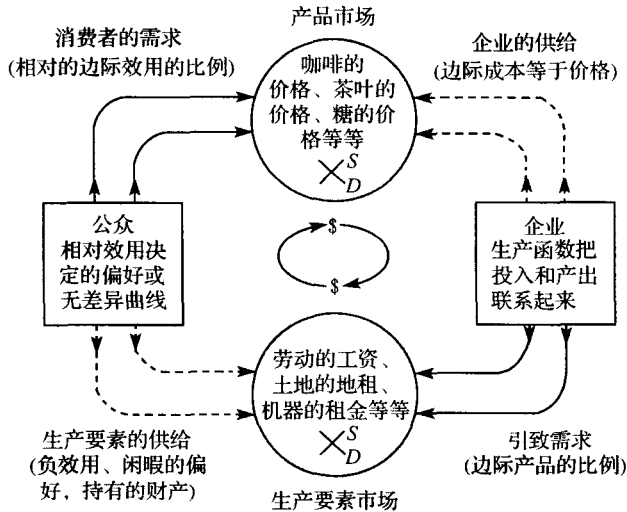 产品市场
消费者的需求
(相对的边际效用的比例)
企业的供给
(边际成本等于价格)
咖啡的
价格、茶叶的
价格、糖的价
格等等
S
D
公众
相对效用决
定的偏好或
无差异曲线
$
$
企业
生产函数把
投入和产出
联系起来
劳动的工资、
土地的地租、
机器的租金等等
S
D
生产要素的供给
(负效用、闲暇的偏
好，持有的财产)
引致需求
(边际产品的比例)
生产要素市场